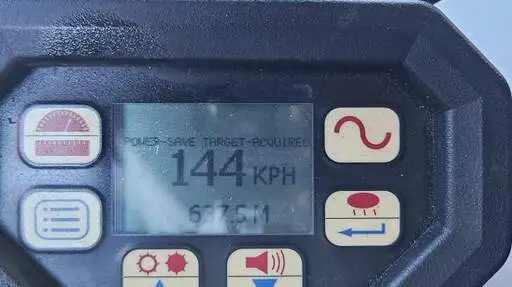 POWER-SAVE TARGET-ACQUIRED
144 KPH
637.5 M